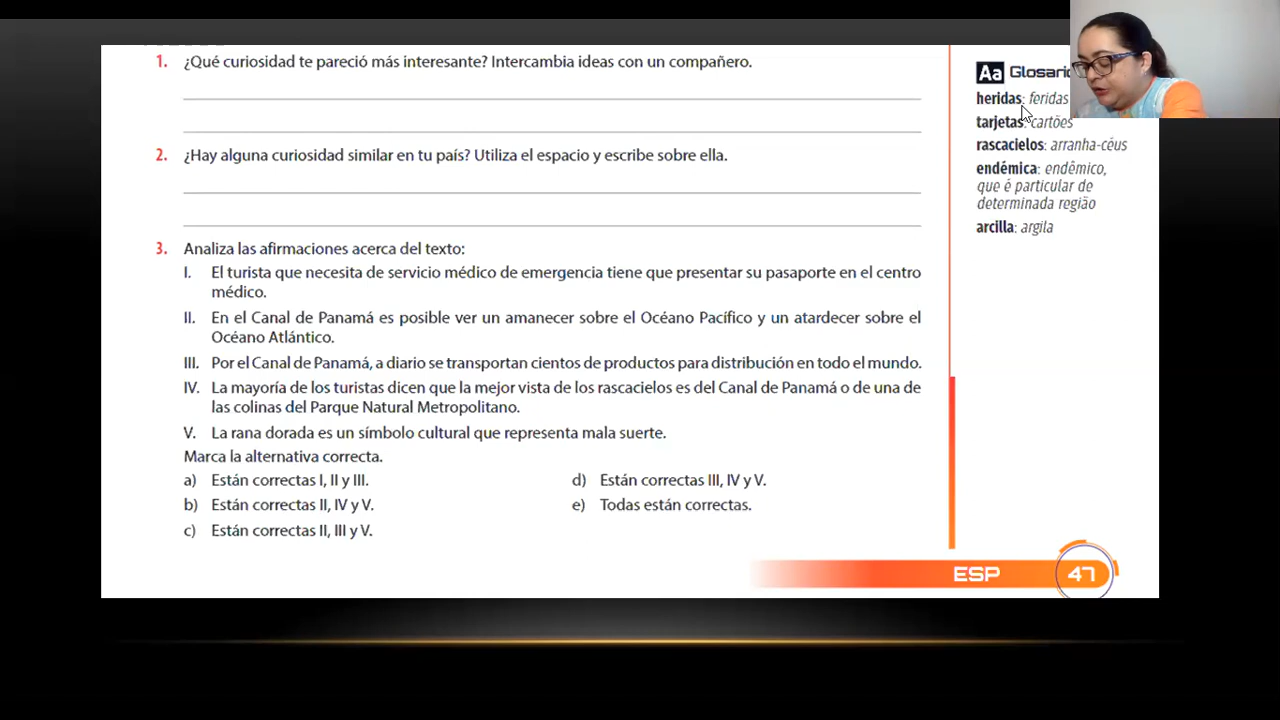 1. ¿Qué curiosidad te pareció más interesante? Intercambia ideas con un compañero.
2. ¿Hay alguna curiosidad similar en tu país? Utiliza el espacio y escribe sobre ella.
3. Analiza las afirmaciones acerca del texto:
I. El turista que necesita de servicio médico de emergencia tiene que presentar su pasaporte en el centro
médico.
II. En el Canal de Panamá es posible ver un amanecer sobre el Océano Pacífico y un atardecer sobre el
Océano Atlántico.
III. Por el Canal de Panamá, a diario se transportan cientos de productos para distribución en todo el mundo.
IV. La mayoría de los turistas dicen que la mejor vista de los rascacielos es del Canal de Panamá o de una de
las colinas del Parque Natural Metropolitano.
V. La rana dorada es un símbolo cultural que representa mala suerte.
Marca la alternativa correcta.
a) Están correctas I, II y III.
b) Están correctas II, IV y V.
c) Están correctas II, III y V.
d) Están correctas III, IV y V.
e) Todas están correctas.
Aa Glosario
heridas: feridas
tarjetas: cartões
rascacielos: arranha-céus
endémica: endêmico,
que é particular de
determinada região
arcilla: argila
ESP 47